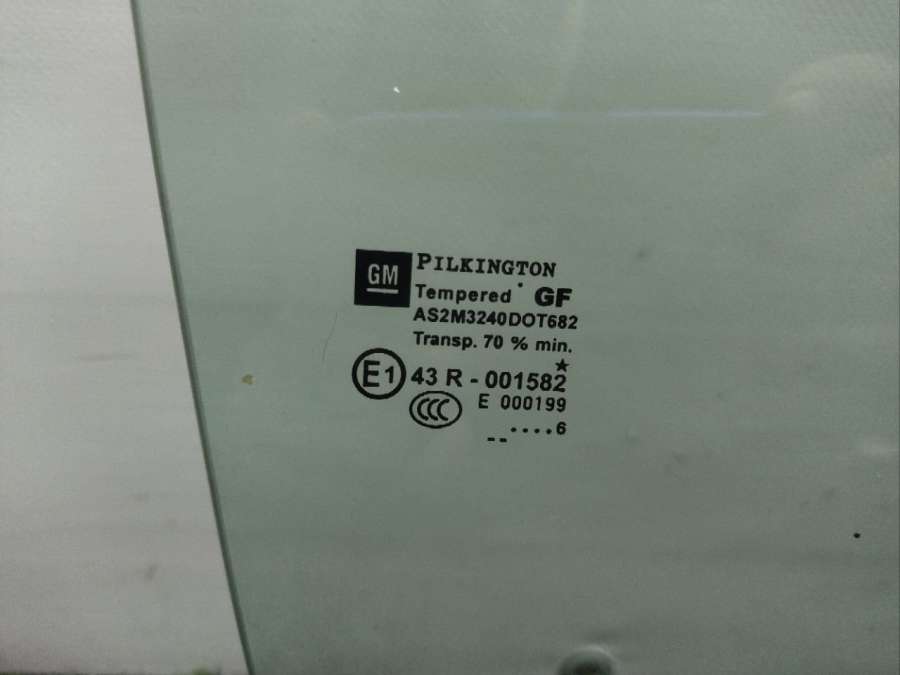 GM PILKINGTON
Tempered GF
AS2M3240DOT682
Transp. 70 % min.
E1 43 R - 001582
CCC E 000199
_ _ ....6